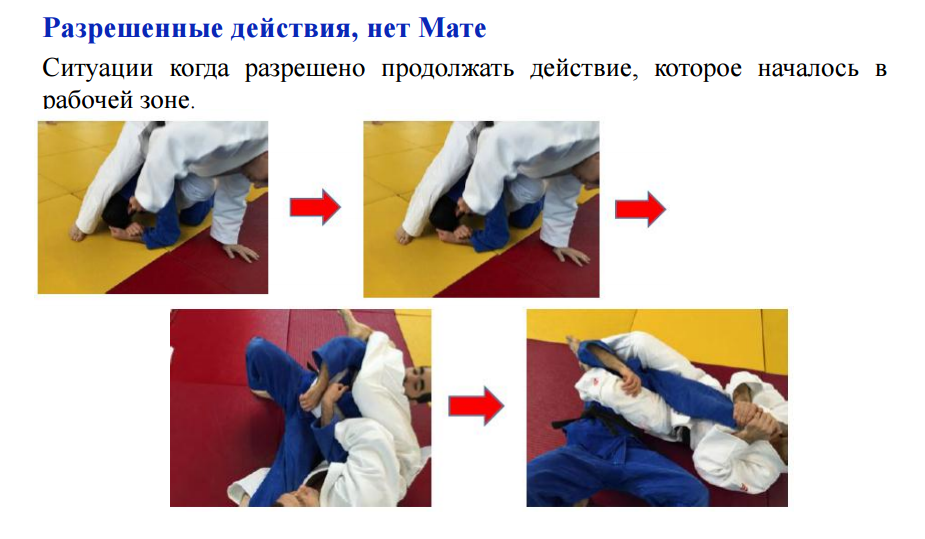 Разрешенные действия, нет Мате
Ситуации когда разрешено продолжать действие, которое началось в
рабочей зоне.